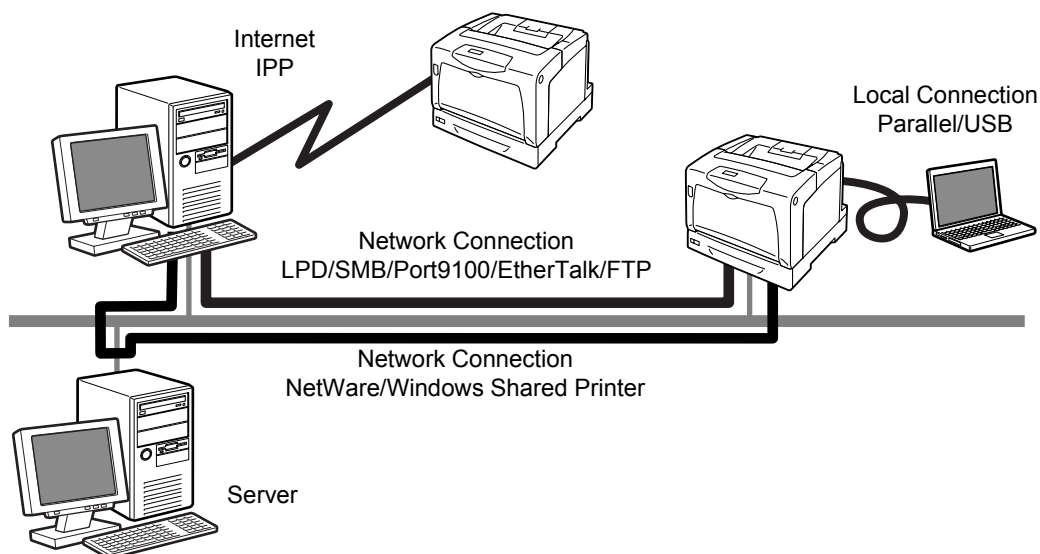 Internet
IPP
Local Connection
Parallel/USB
Network Connection
LPD/SMB/Port9100/EtherTalk/FTP
Network Connection
NetWare/Windows Shared Printer
Server